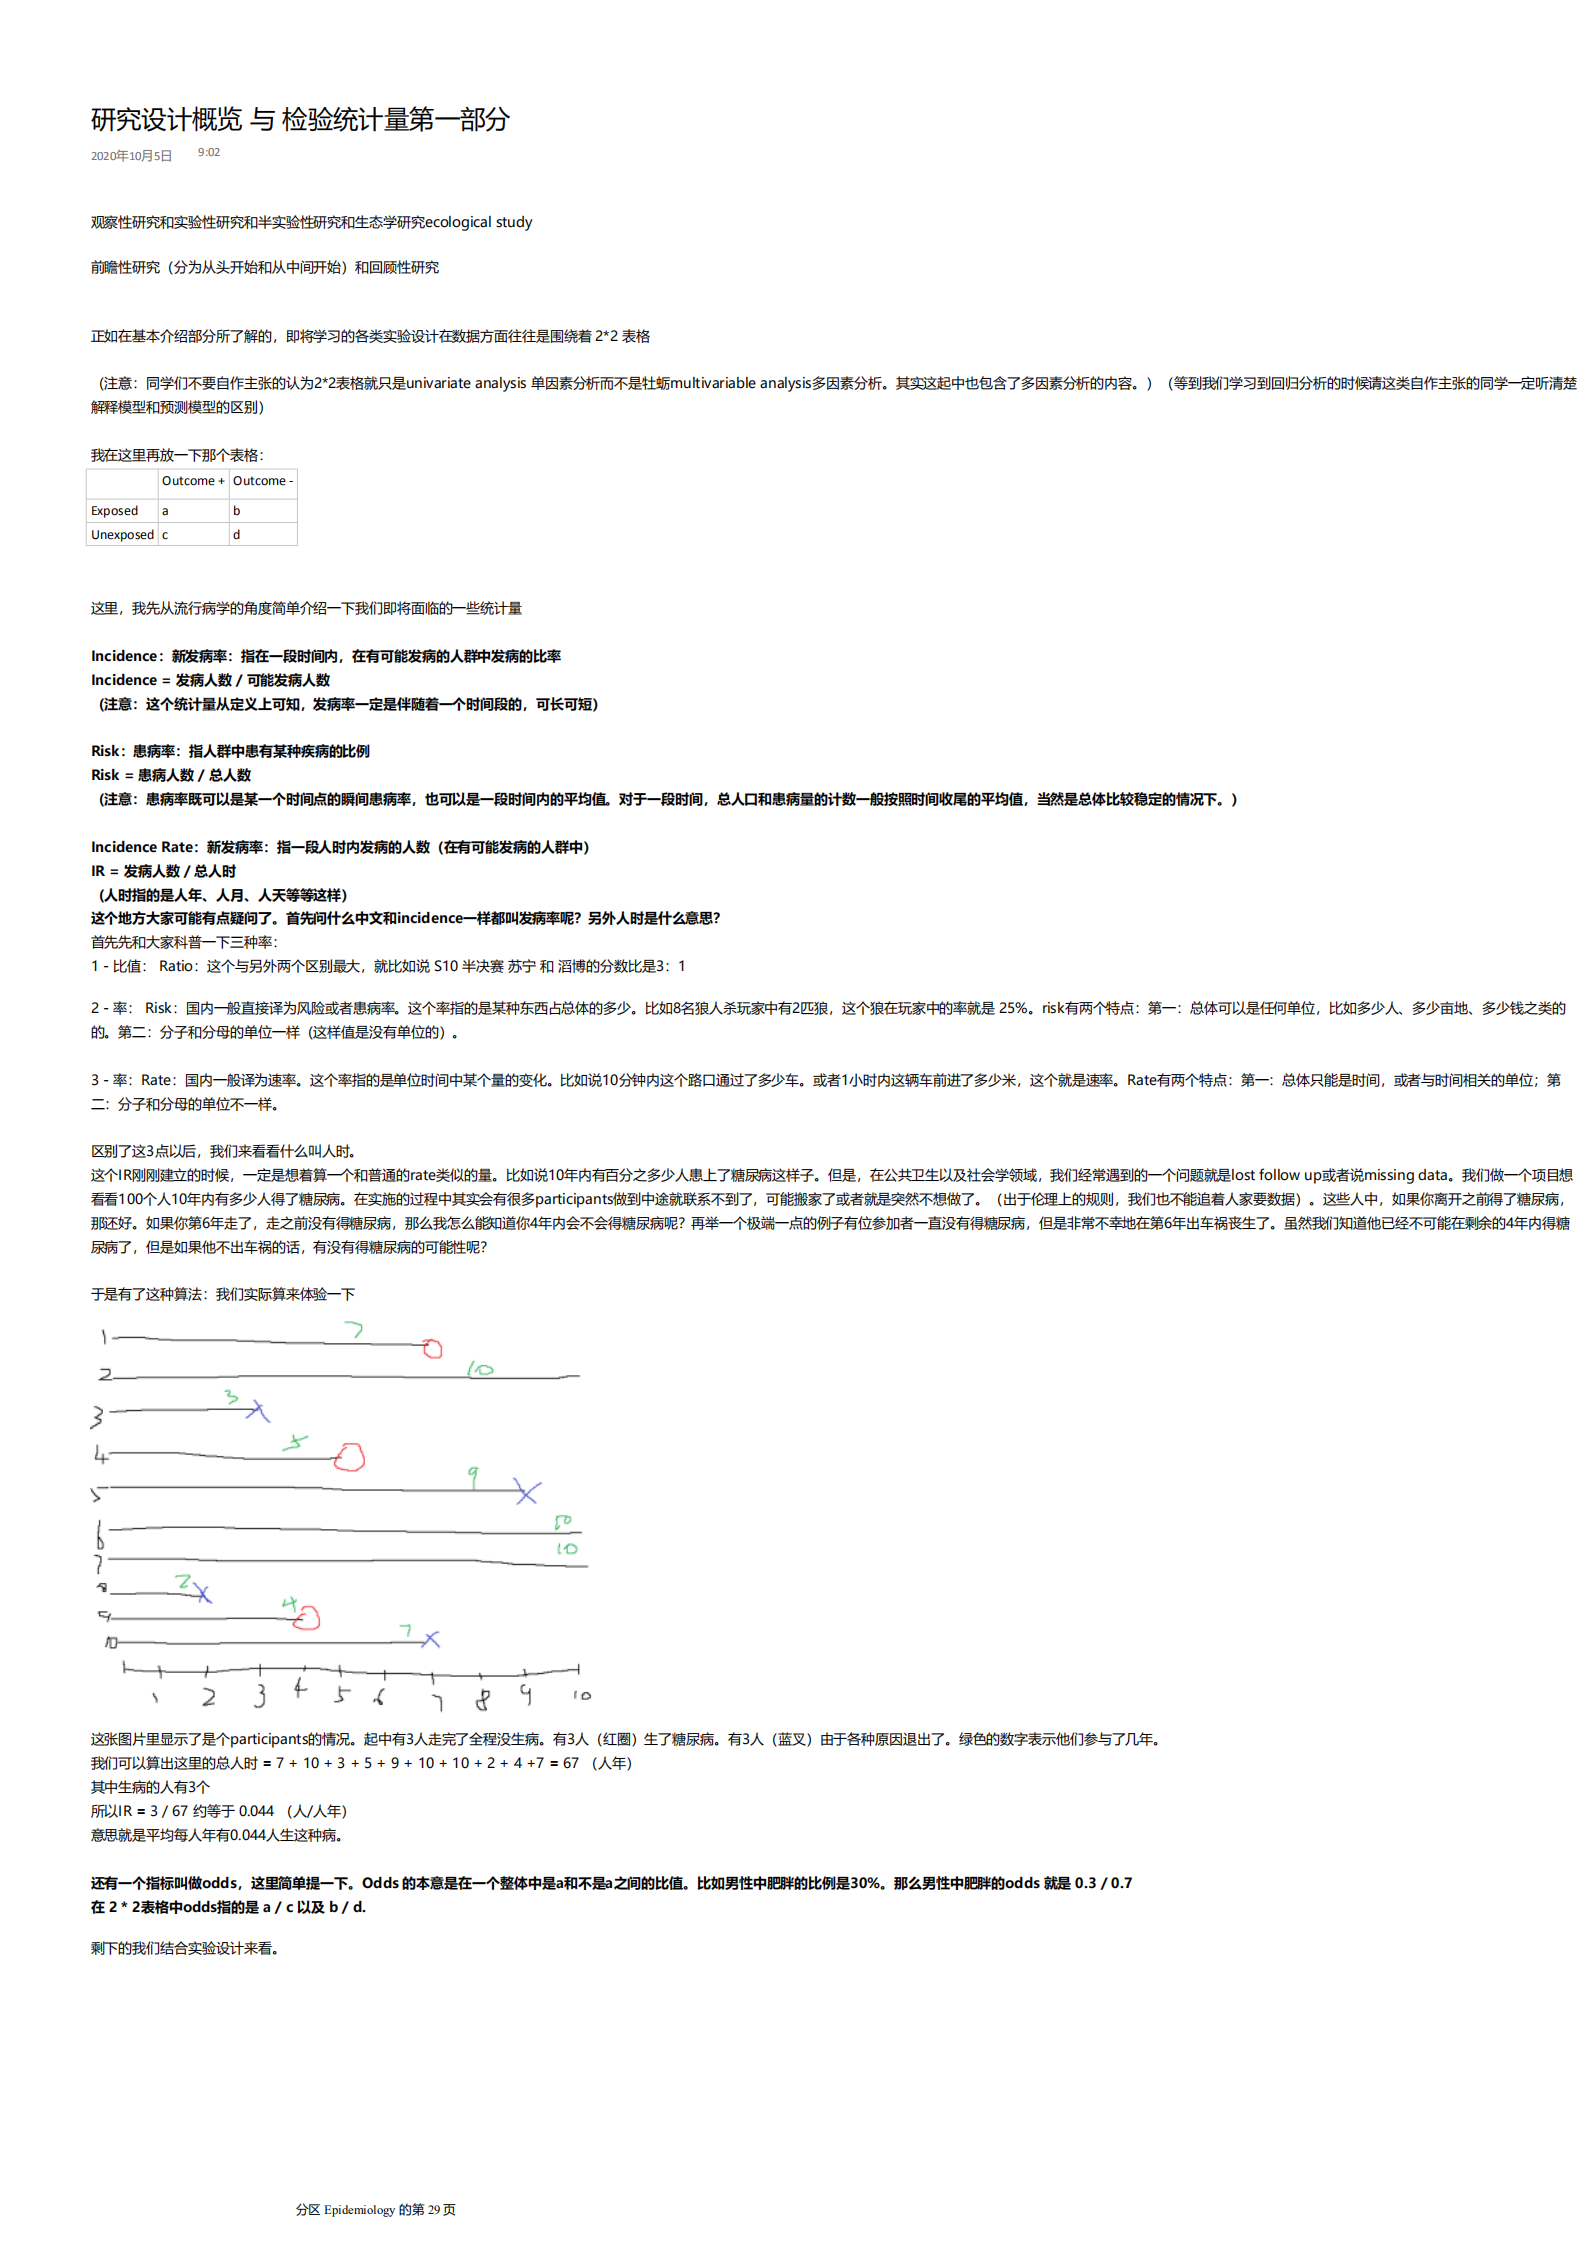 研究设计概览 与 检验统计量第一部分
2020年10月5日 9:02
观察性研究和实验性研究和半实验性研究和生态学研究ecological study
前瞻性研究（分为从头开始和从中间开始）和回顾性研究
正如在基本介绍部分所了解的，即将学习的各类实验设计在数据方面往往是围绕着 2*2 表格
（注意：同学们不要自作主张的认为2*2表格就只是univariate analysis 单因素分析而不是牡蛎multivariable analysis多因素分析。其实这起中也包含了多因素分析的内容。）（等到我们学习到回归分析的时候请这类自作主张的同学一定听清楚
解释模型和预测模型的区别）
我在这里再放一下那个表格：
Outcome + Outcome -
Exposed a b
Unexposed c d
这里，我先从流行病学的角度简单介绍一下我们即将面临的一些统计量
Incidence：新发病率：指在一段时间内，在有可能发病的人群中发病的比率
Incidence = 发病人数 / 可能发病人数
（注意：这个统计量从定义上可知，发病率一定是伴随着一个时间段的，可长可短）
Risk：患病率：指人群中患有某种疾病的比例
Risk = 患病人数 / 总人数
（注意：患病率既可以是某一个时间点的瞬间患病率，也可以是一段时间内的平均值。对于一段时间，总人口和患病量的计数一般按照时间收尾的平均值，当然是总体比较稳定的情况下。）
Incidence Rate：新发病率：指一段人时内发病的人数（在有可能发病的人群中）
IR = 发病人数 / 总人时
（人时指的是人年、人月、人天等等这样）
这个地方大家可能有点疑问了。首先问什么中文和incidence一样都叫发病率呢？另外人时是什么意思？
首先先和大家科普一下三种率：
1 - 比值： Ratio：这个与另外两个区别最大，就比如说 S10 半决赛 苏宁 和 滔博的分数比是3：1
2 - 率： Risk：国内一般直接译为风险或者患病率。这个率指的是某种东西占总体的多少。比如8名狼人杀玩家中有2匹狼，这个狼在玩家中的率就是 25%。risk有两个特点：第一：总体可以是任何单位，比如多少人、多少亩地、多少钱之类的
的。第二：分子和分母的单位一样（这样值是没有单位的）。
3 - 率：Rate：国内一般译为速率。这个率指的是单位时间中某个量的变化。比如说10分钟内这个路口通过了多少车。或者1小时内这辆车前进了多少米，这个就是速率。Rate有两个特点：第一：总体只能是时间，或者与时间相关的单位；第
二：分子和分母的单位不一样。
区别了这3点以后，我们来看看什么叫人时。
这个IR刚刚建立的时候，一定是想着算一个和普通的rate类似的量。比如说10年内有百分之多少人患上了糖尿病这样子。但是，在公共卫生以及社会学领域，我们经常遇到的一个问题就是lost follow up或者说missing data。我们做一个项目想
看看100个人10年内有多少人得了糖尿病。在实施的过程中其实会有很多participants做到中途就联系不到了，可能搬家了或者就是突然不想做了。（出于伦理上的规则，我们也不能追着人家要数据）。这些人中，如果你离开之前得了糖尿病，
那还好。如果你第6年走了，走之前没有得糖尿病，那么我怎么能知道你4年内会不会得糖尿病呢？再举一个极端一点的例子有位参加者一直没有得糖尿病，但是非常不幸地在第6年出车祸丧生了。虽然我们知道他已经不可能在剩余的4年内得糖
尿病了，但是如果他不出车祸的话，有没有得糖尿病的可能性呢？
于是有了这种算法：我们实际算来体验一下
1 7
2 10
3 3
4 5
5 9
6 10
7 10
8 2
9 4
10 7
1 2 3 4 5 6 7 8 9 10
这张图片里显示了是个participants的情况。起中有3人走完了全程没生病。有3人（红圈）生了糖尿病。有3人（蓝叉）由于各种原因退出了。绿色的数字表示他们参与了几年。
我们可以算出这里的总人时 = 7 + 10 + 3 + 5 + 9 + 10 + 10 + 2 + 4 +7 = 67 （人年）
其中生病的人有3个
所以IR = 3 / 67 约等于 0.044 （人/人年）
意思就是平均每人年有0.044人生这种病。
还有一个指标叫做odds，这里简单提一下。Odds 的本意是在一个整体中是a和不是a之间的比值。比如男性中肥胖的比例是30%。那么男性中肥胖的odds 就是 0.3 / 0.7
在 2 * 2表格中odds指的是 a / c 以及 b / d.
剩下的我们结合实验设计来看。
分区 Epidemiology 的第 29 页